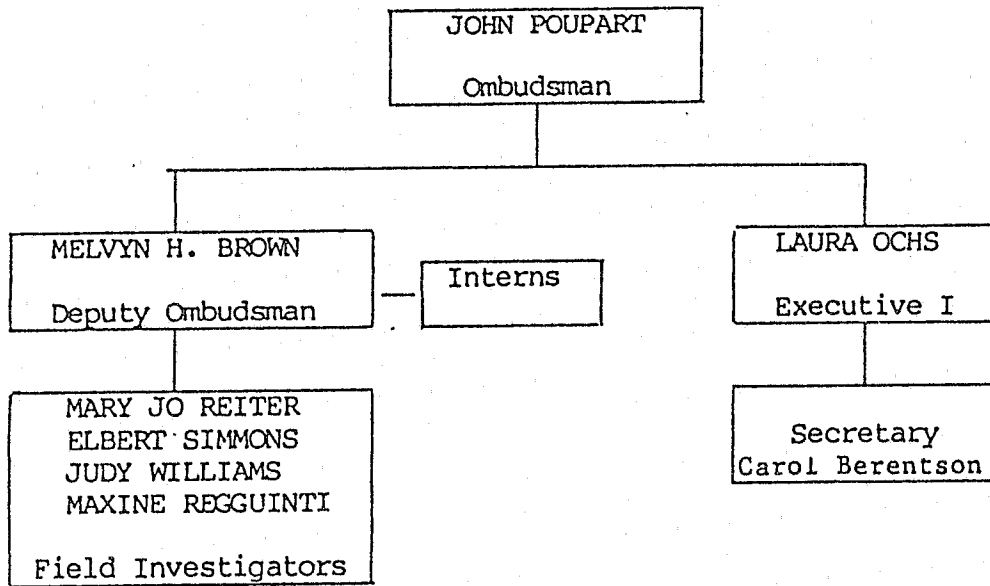 JOHN POUPART
Ombudsman
MELVYN H. BROWN
Deputy Ombudsman
Interns
LAURA OCHS
Executive I
MARY JO REITER
ELBERT SIMMONS
JUDY WILLIAMS
MAXINE REGGUINTI
Field Investigators
Secretary
Carol Berentson